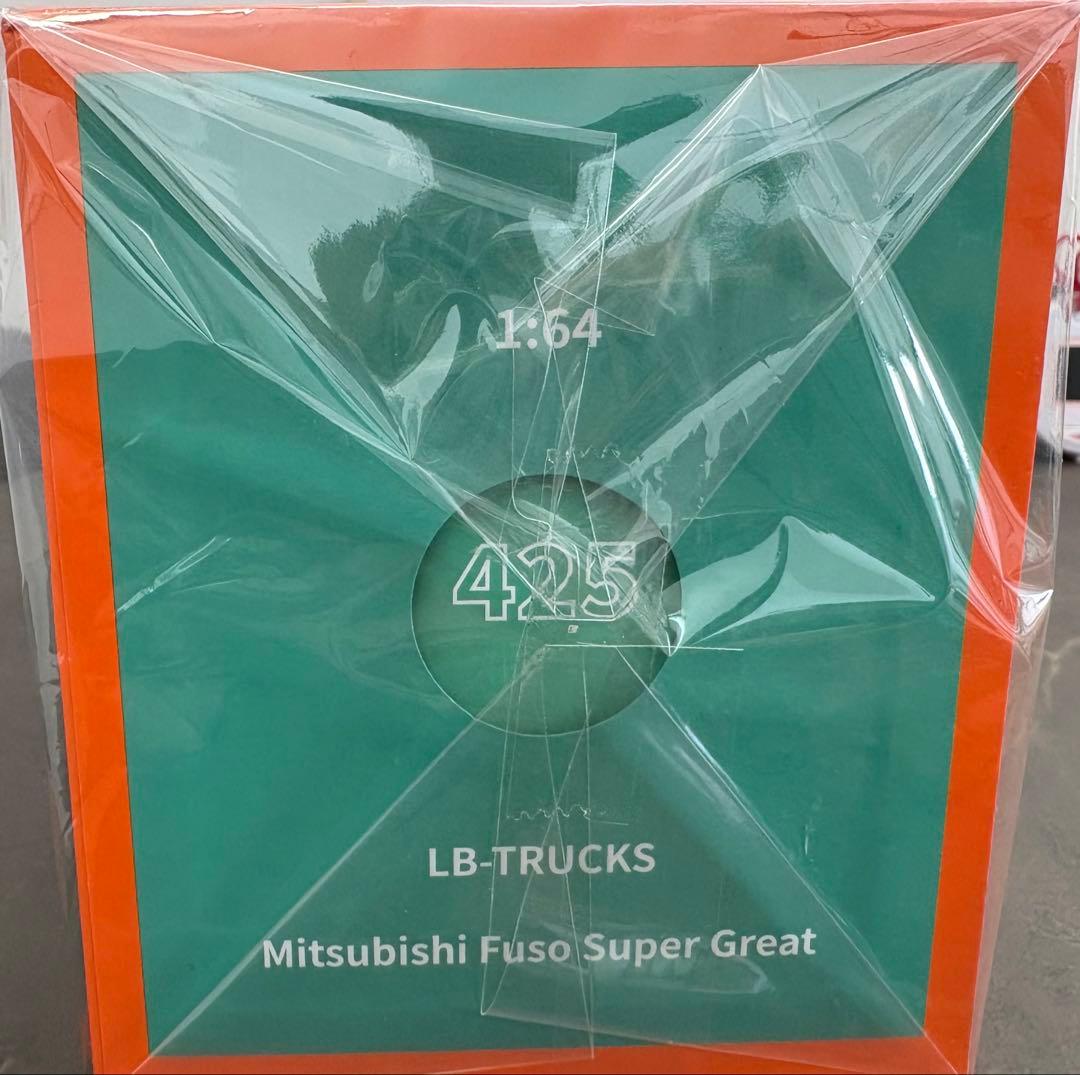 1:64
425
LB-TRUCKS
Mitsubishi Fuso Super Great